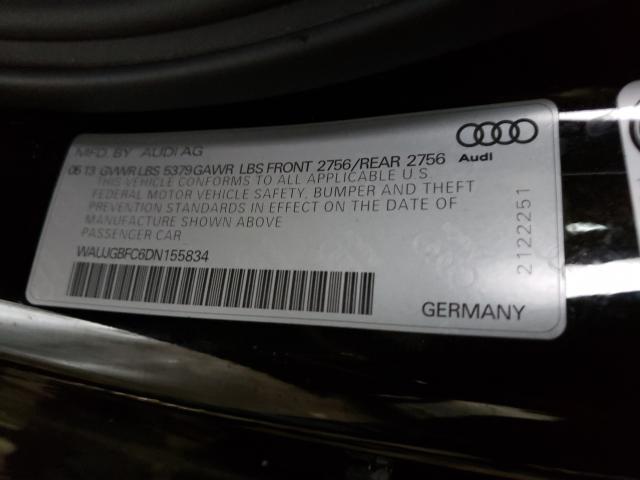 MFD. BY AUDI AG
05 13 GVWR LBS 5379 GAWR LBS FRONT 2756/REAR 2756
THIS VEHICLE CONFORMS TO ALL APPLICABLE U.S.
FEDERAL MOTOR VEHICLE SAFETY, BUMPER AND THEFT
PREVENTION STANDARDS IN EFFECT ON THE DATE OF
MANUFACTURE SHOWN ABOVE
PASSENGER CAR
WAUJGBFC6DN155834
Audi
2122251
GERMANY